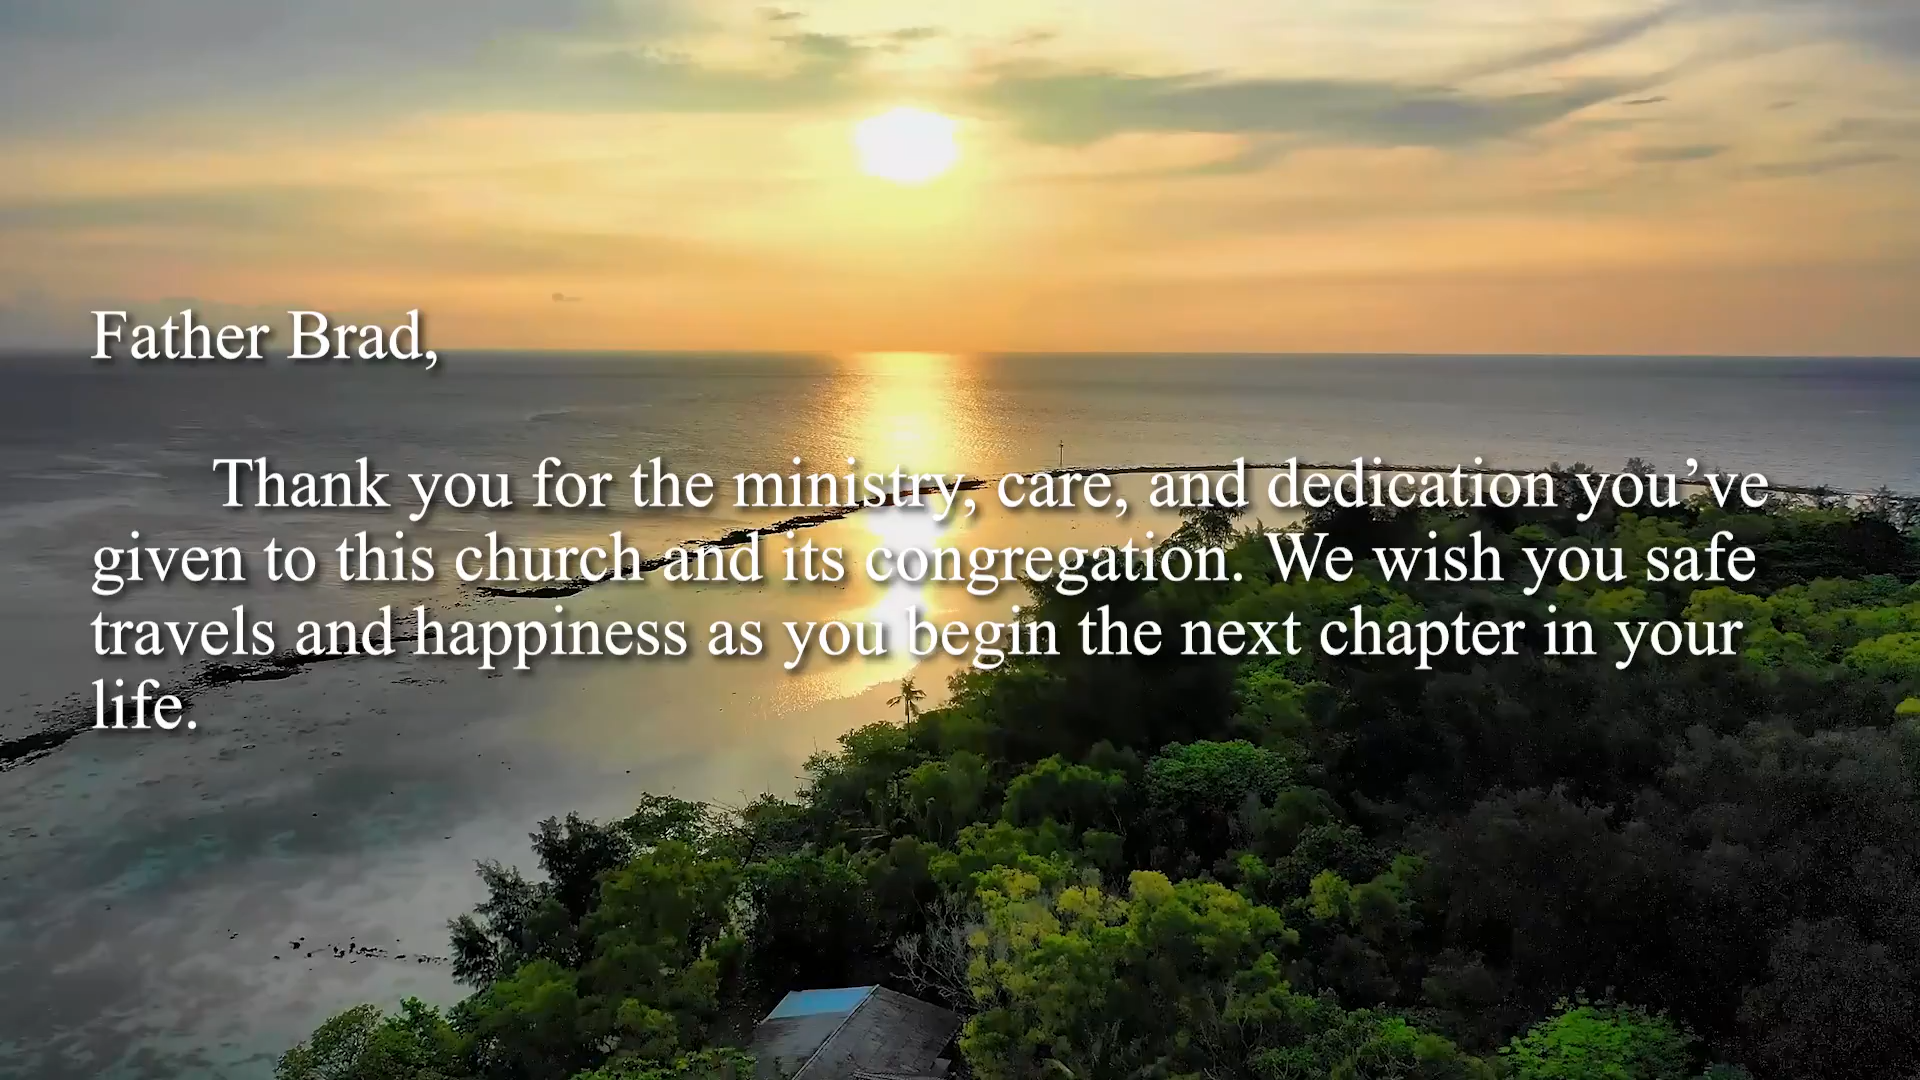 Father Brad,
Thank you for the ministry, care, and dedication you’ve
given to this church and its congregation. We wish you safe
travels and happiness as you begin the next chapter in your
life.